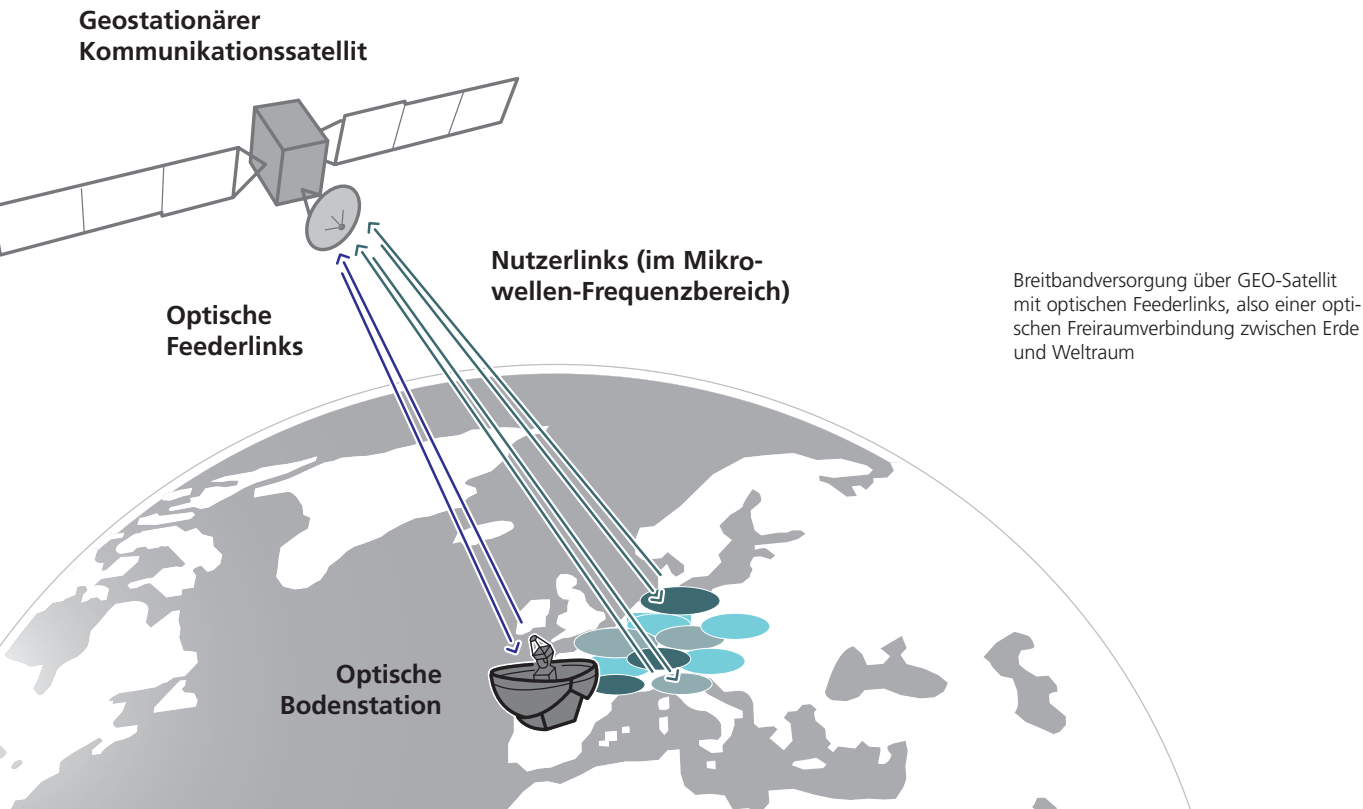 Geostationärer
Kommunikationssatellit
Nutzerlinks (im Mikro-
wellen-Frequenzbereich)
Optische
Feederlinks
Breitbandversorgung über GEO-Satellit
mit optischen Feederlinks, also einer opti-
schen Freiraumverbindung zwischen Erde
und Weltraum
Optische
Bodenstation